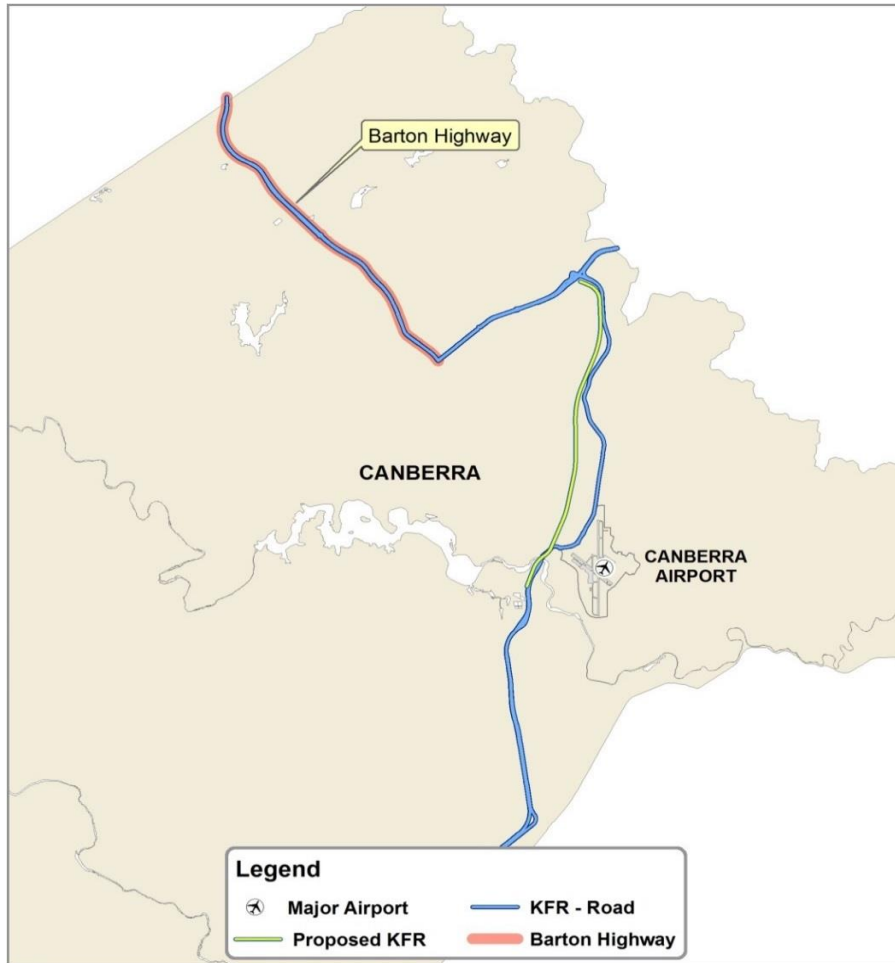 Barton Highway
CANBERRA
CANBERRA
AIRPORT
Legend
Major Airport
KFR - Road
Proposed KFR
Barton Highway